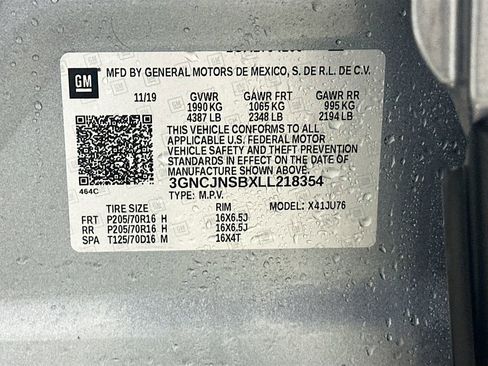 GM
MFD BY GENERAL MOTORS DE MEXICO, S. DE R.L. DE C.V.
11/19 GVWR GAWR FRT GAWR RR
1990 KG 1065 KG 995 KG
4387 LB 2348 LB 2194 LB
THIS VEHICLE CONFORMS TO ALL
APPLICABLE U.S. FEDERAL MOTOR
VEHICLE SAFETY, BUMPER, AND
THEFT PREVENTION STANDARDS
IN EFFECT ON THE DATE OF
MANUFACTURE SHOWN ABOVE.
464C
3GNCJNSBXLL218354
TYPE: M.P.V. MODEL: X41JU76
TIRE SIZE RIM
FRT P205/70R16 H 16X6.5J
RR P205/70R16 H 16X6.5J
SPA T125/70D16 M 16X4T